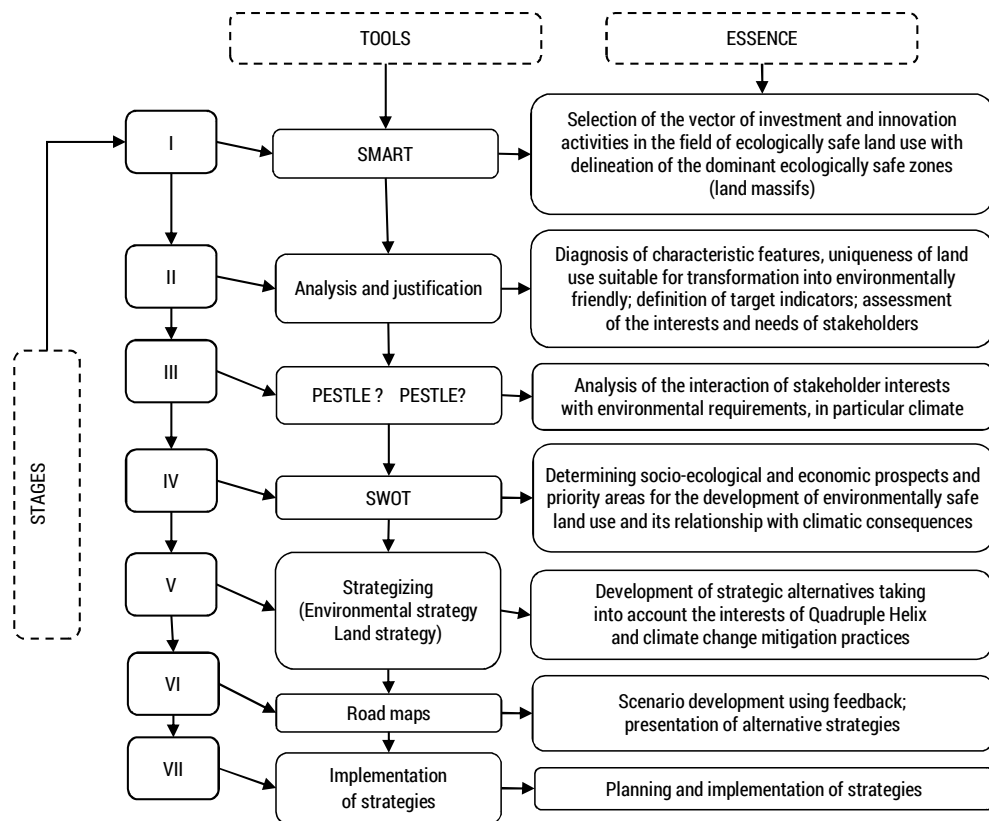 TOOLS
ESSENCE
STAGES
I
SMART
Selection of the vector of investment and innovation
activities in the field of ecologically safe land use with
delineation of the dominant ecologically safe zones
(land massifs)
II
Analysis and justification
Diagnosis of characteristic features, uniqueness of land
use suitable for transformation into environmentally
friendly; definition of target indicators; assessment
of the interests and needs of stakeholders
III
PESTLE ? PESTLE?
Analysis of the interaction of stakeholder interests
with environmental requirements, in particular climate
IV
SWOT
Determining socio-ecological and economic prospects and
priority areas for the development of environmentally safe
land use and its relationship with climatic consequences
V
Strategizing
(Environmental strategy
Land strategy)
Development of strategic alternatives taking
into account the interests of Quadruple Helix
and climate change mitigation practices
VI
Road maps
Scenario development using feedback;
presentation of alternative strategies
VII
Implementation
of strategies
Planning and implementation of strategies